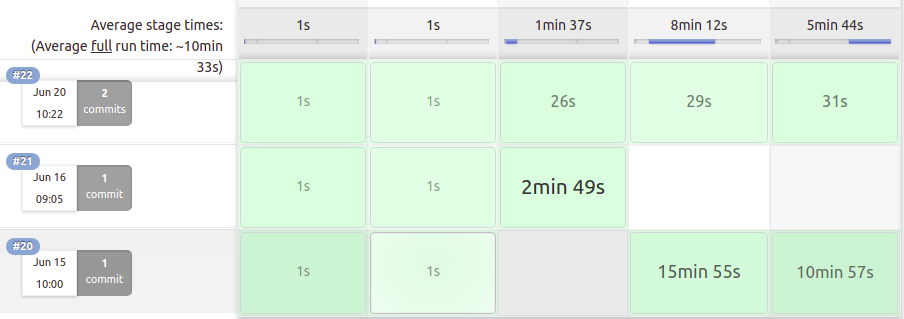 Average stage times:
(Average full run time: ~10min
33s)
1s
1s
1min 37s
8min 12s
5min 44s
#22
Jun 20
10:22
2
commits
1s
1s
26s
29s
31s
#21
Jun 16
09:05
1
commit
1s
1s
2min 49s
#20
Jun 15
10:00
1
commit
1s
1s
15min 55s
10min 57s